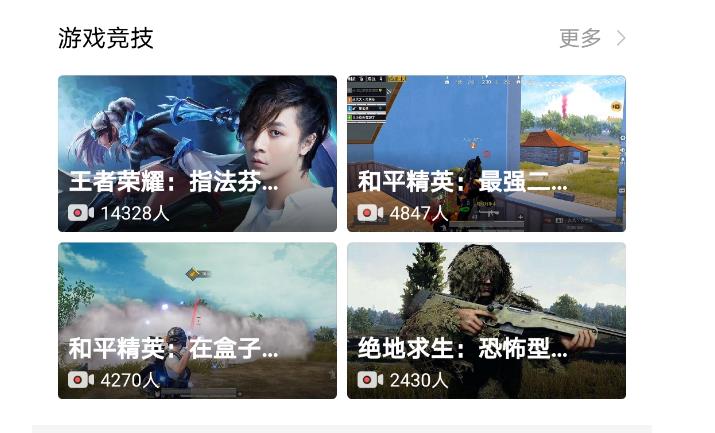 游戏竞技
更多
王者荣耀：指法芬...
14328人
和平精英：最强二...
4847人
和平精英：在盒子...
4270人
绝地求生：恐怖型...
2430人